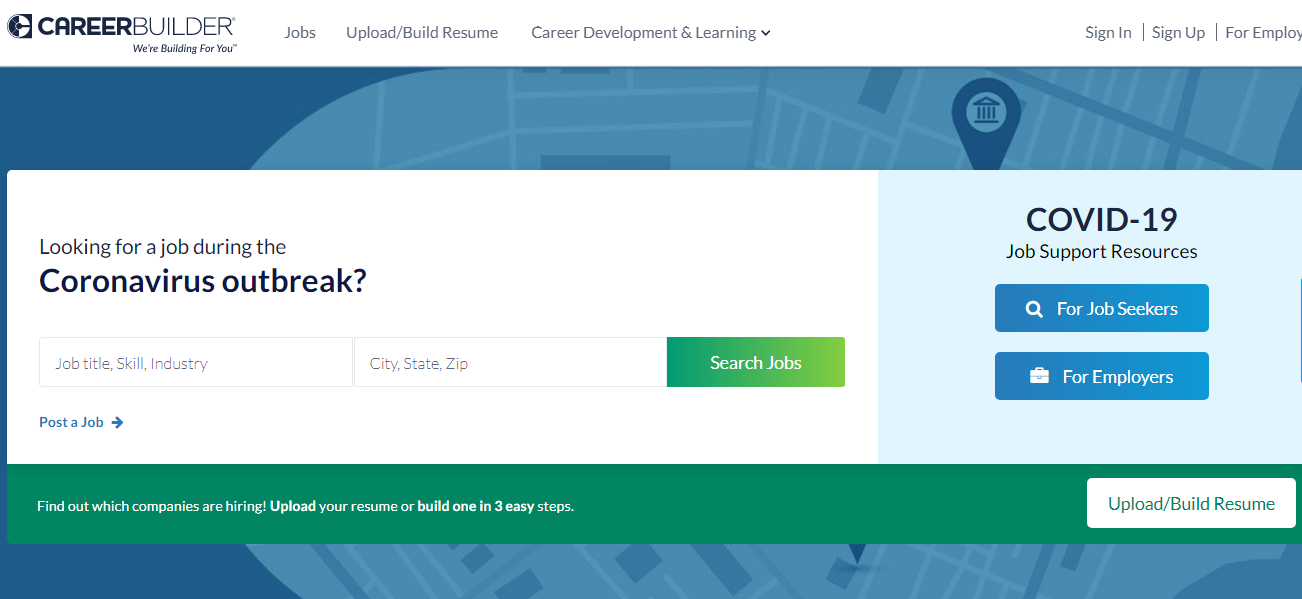 CAREERBUILDER®
We're Building For You™
Jobs
Upload/Build Resume
Career Development & Learning
Sign In
Sign Up
For Employ
Looking for a job during the
Coronavirus outbreak?
Job title, Skill, Industry
City, State, Zip
Search Jobs
Post a Job
COVID-19
Job Support Resources
For Job Seekers
For Employers
Find out which companies are hiring! Upload your resume or build one in 3 easy steps.
Upload/Build Resume